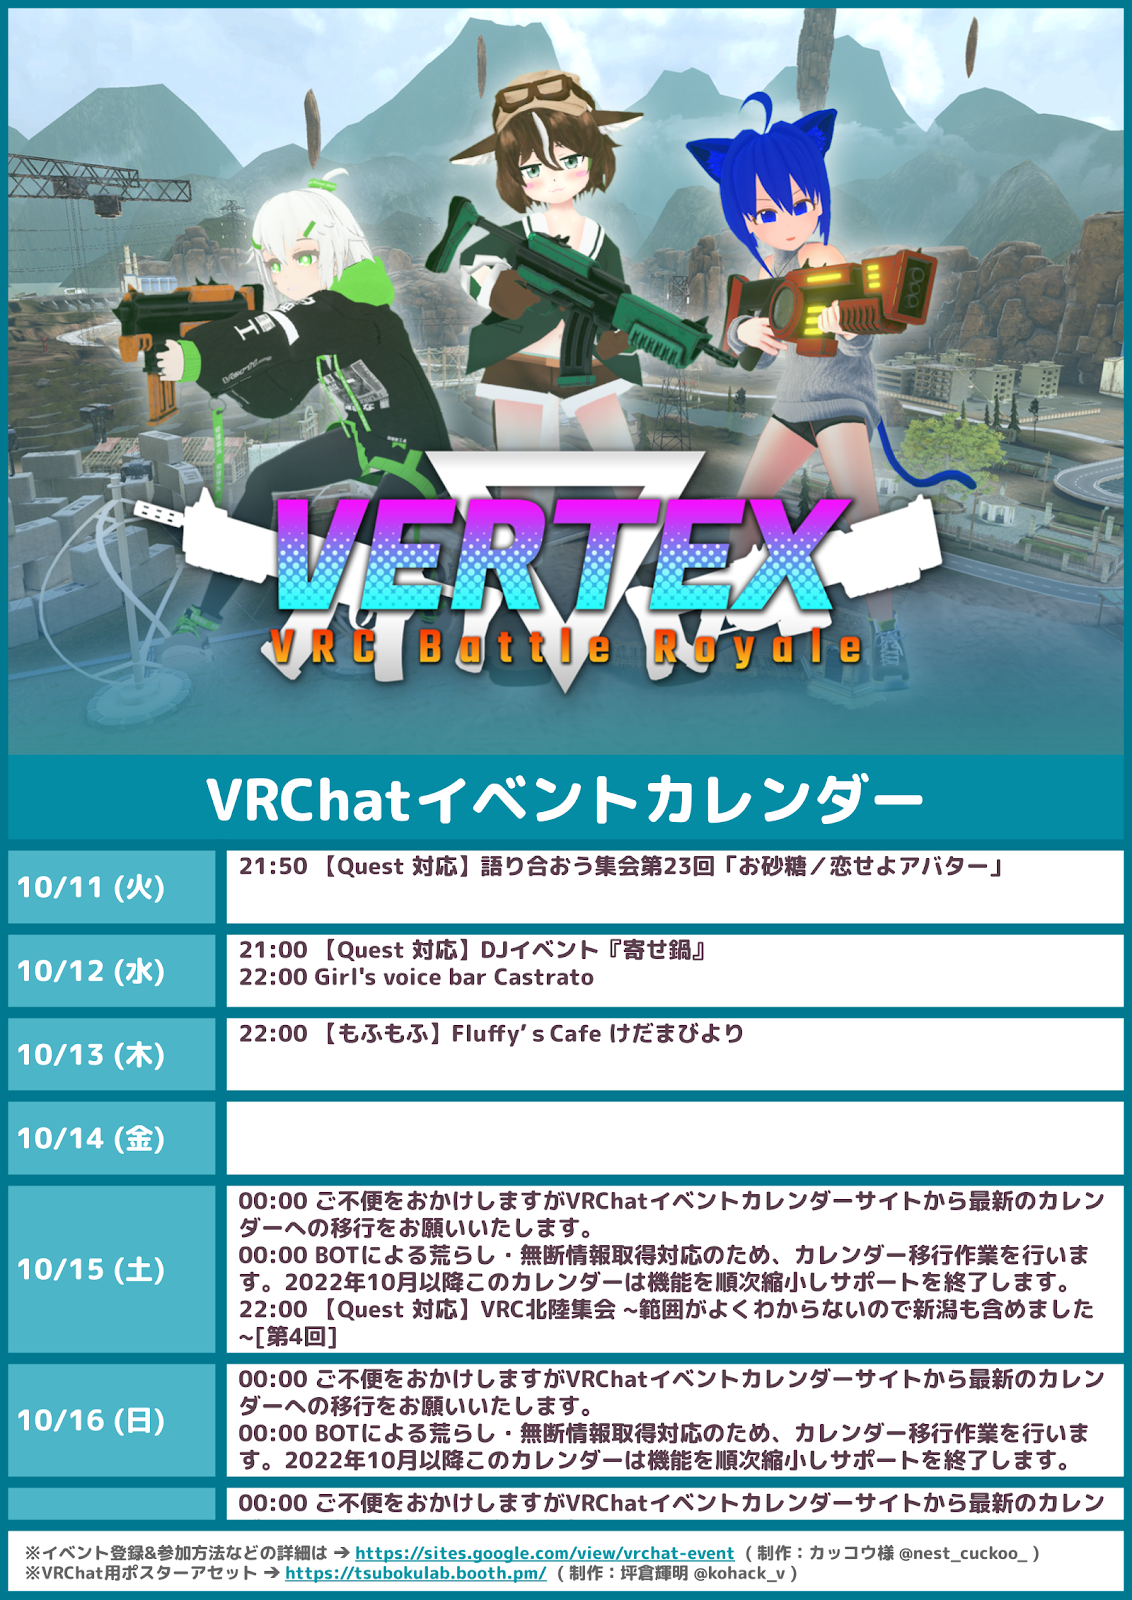 VERTEX
VRC Battle Royale
VRChatイベントカレンダー
10/11 (火)
21:50 【Quest 対応】語り合おう集会第23回「お砂糖／恋せよアバター」
10/12 (水)
21:00 【Quest 対応】DJイベント『寄せ鍋』
22:00 Girl's voice bar Castrato
10/13 (木)
22:00 【もふもふ】Fluffy’s Cafe けだまびより
10/14 (金)
10/15 (土)
00:00 ご不便をおかけしますがVRChatイベントカレンダーサイトから最新のカレン
ダーへの移行をお願いいたします。
00:00 BOTによる荒らし・無断情報取得対応のため、カレンダー移行作業を行いま
す。2022年10月以降このカレンダーは機能を順次縮小しサポートを終了します。
22:00 【Quest 対応】VRC北陸集会 ~範囲がよくわからないので新潟も含めました
~[第4回]
10/16 (日)
00:00 ご不便をおかけしますがVRChatイベントカレンダーサイトから最新のカレン
ダーへの移行をお願いいたします。
00:00 BOTによる荒らし・無断情報取得対応のため、カレンダー移行作業を行いま
す。2022年10月以降このカレンダーは機能を順次縮小しサポートを終了します。
00:00 ご不便をおかけしますがVRChatイベントカレンダーサイトから最新のカレン
※イベント登録&参加方法などの詳細は ➔ https://sites.google.com/view/vrchat-event ( 制作：カッコウ様 @nest_cuckoo_ )
※VRChat用ポスターアセット ➔ https://tsubokulab.booth.pm/ ( 制作：坪倉輝明 @kohack_v )